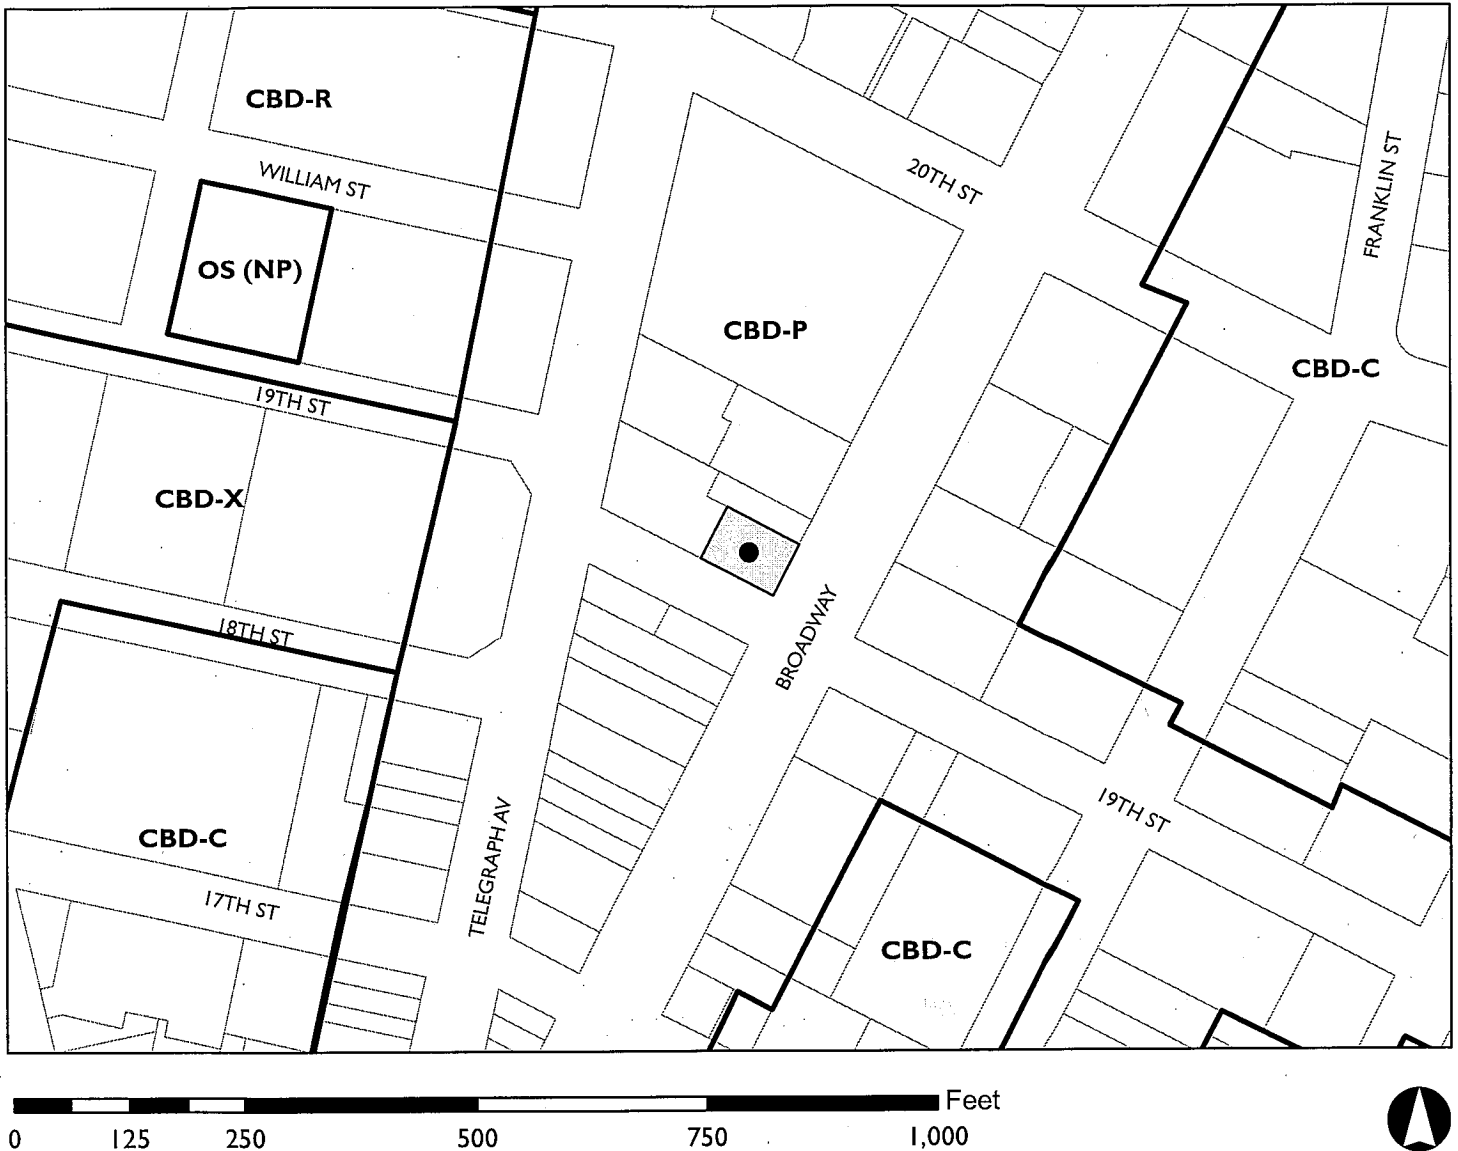 CBD-R
WILLIAM ST
20TH ST
FRANKLIN ST
OS (NP)
CBD-P
CBD-C
19TH ST
CBD-X
18TH ST
BROADWAY
19TH ST
CBD-C
TELEGRAPH AV
17TH ST
CBD-C
Feet
0 125 250 500 750 1,000